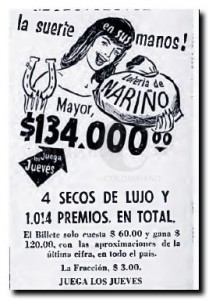 la suerte en sus manos!
Lotería de
NARIÑO
Mayor,
$134.000⁰⁰
Juega
los
Jueves
4 SECOS DE LUJO Y
1.014 PREMIOS. EN TOTAL.
El Billete solo cuesta $ 60.00 y gana $
120.00, con las aproximaciones de la
última cifra, en todo el país.
La Fracción, $ 3.00.
JUEGA LOS JUEVES